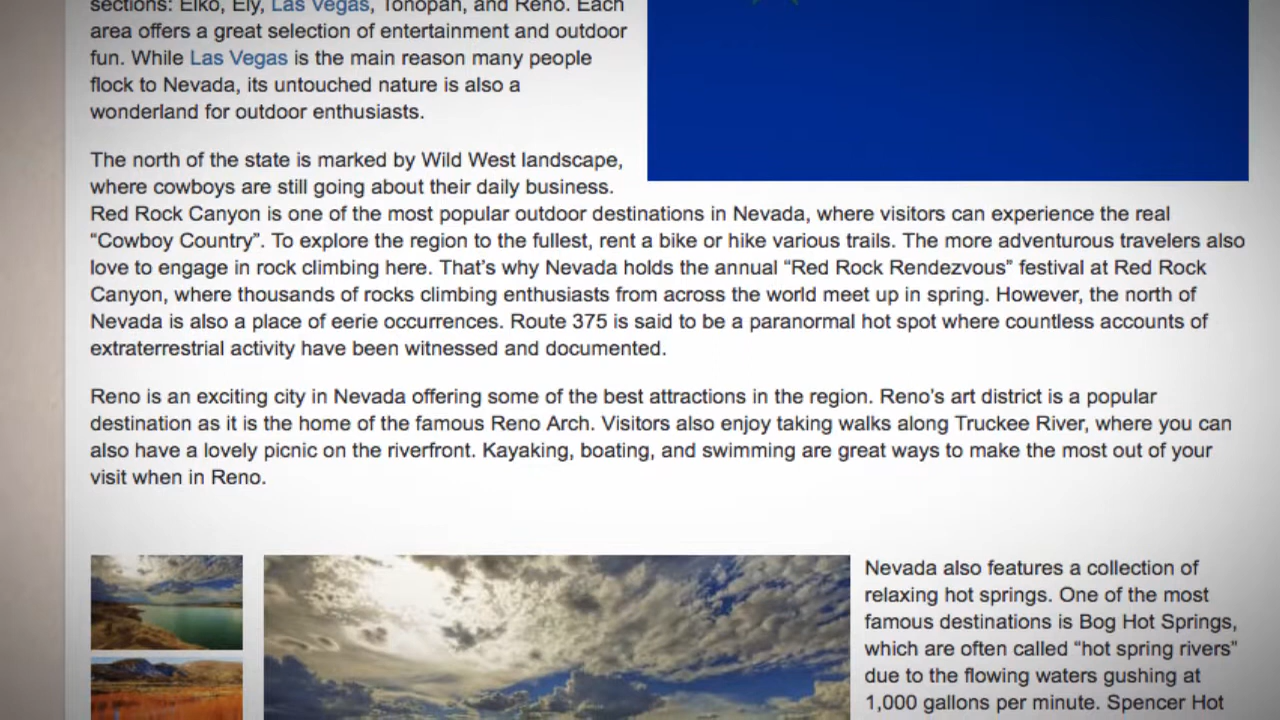 sections: Elko, Ely, Las Vegas, Tonopah, and Reno. Each
area offers a great selection of entertainment and outdoor
fun. While Las Vegas is the main reason many people
flock to Nevada, its untouched nature is also a
wonderland for outdoor enthusiasts.
The north of the state is marked by Wild West landscape,
where cowboys are still going about their daily business.
Red Rock Canyon is one of the most popular outdoor destinations in Nevada, where visitors can experience the real
“Cowboy Country”. To explore the region to the fullest, rent a bike or hike various trails. The more adventurous travelers also
love to engage in rock climbing here. That’s why Nevada holds the annual “Red Rock Rendezvous” festival at Red Rock
Canyon, where thousands of rocks climbing enthusiasts from across the world meet up in spring. However, the north of
Nevada is also a place of eerie occurrences. Route 375 is said to be a paranormal hot spot where countless accounts of
extraterrestrial activity have been witnessed and documented.
Reno is an exciting city in Nevada offering some of the best attractions in the region. Reno’s art district is a popular
destination as it is the home of the famous Reno Arch. Visitors also enjoy taking walks along Truckee River, where you can
also have a lovely picnic on the riverfront. Kayaking, boating, and swimming are great ways to make the most out of your
visit when in Reno.
Nevada also features a collection of
relaxing hot springs. One of the most
famous destinations is Bog Hot Springs,
which are often called “hot spring rivers”
due to the flowing waters gushing at
1,000 gallons per minute. Spencer Hot